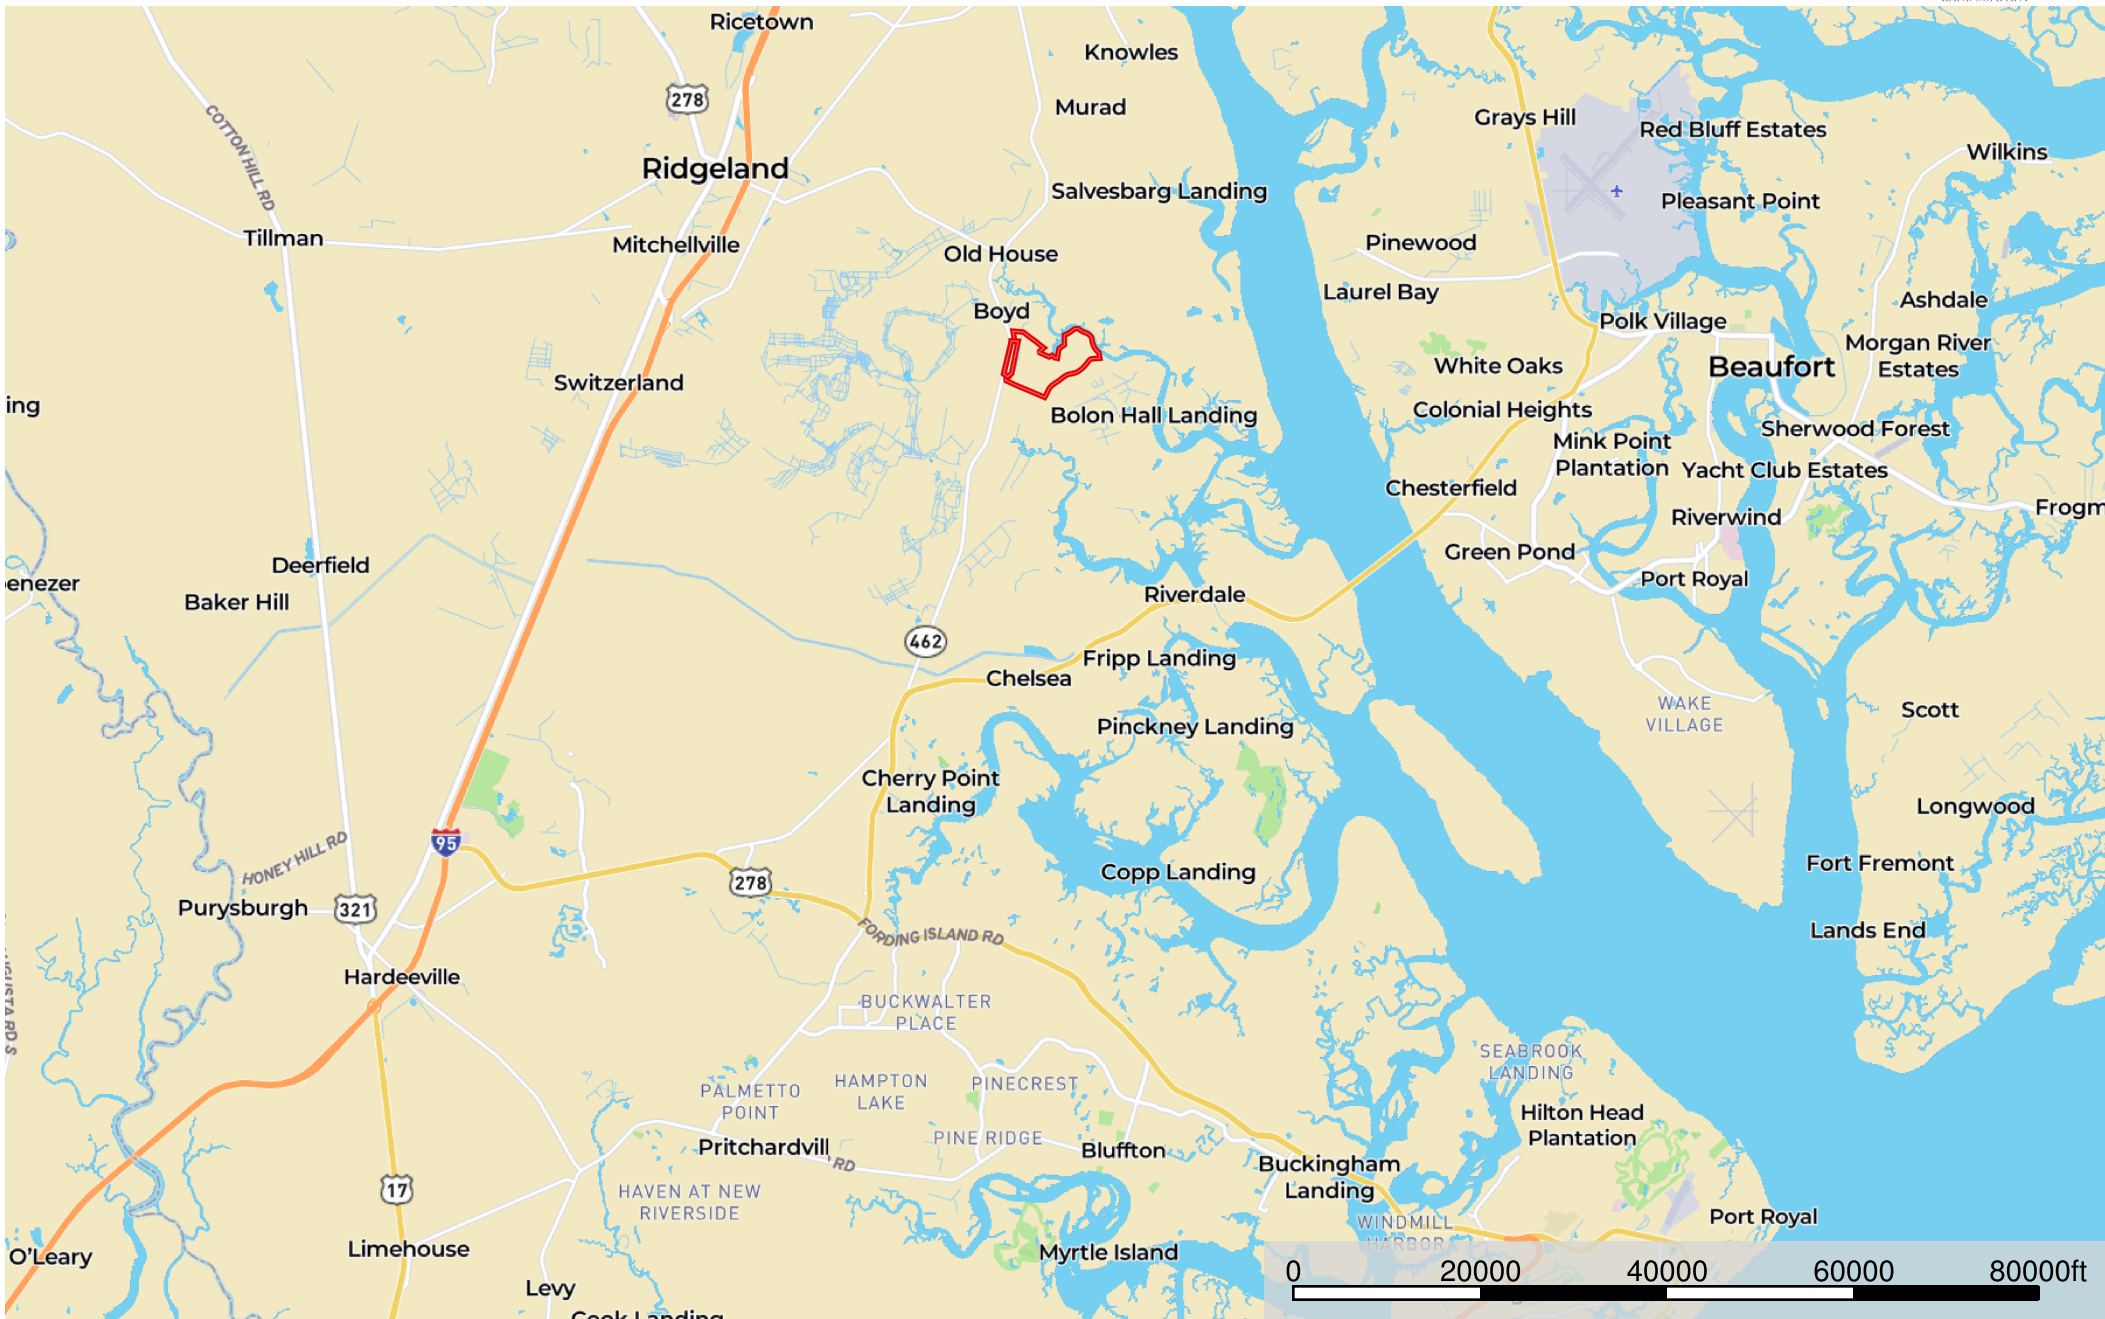 Ricetown
Knowles
278
Murad
COTTON HILL RD
Grays Hill
Red Bluff Estates
Wilkins
Ridgeland
Salvesbarg Landing
Pleasant Point
Tillman
Mitchellville
Old House
Pinewood
Laurel Bay
Ashdale
Boyd
Polk Village
Morgan River
Estates
White Oaks
Beaufort
Switzerland
ing
Bolon Hall Landing
Colonial Heights
Sherwood Forest
Mink Point
Plantation
Yacht Club Estates
Chesterfield
Frogm
Riverwind
Green Pond
Deerfield
Port Royal
enezer
Baker Hill
Riverdale
462
Fripp Landing
Chelsea
WAKE
VILLAGE
Scott
Pinckney Landing
Cherry Point
Landing
Longwood
95
HONEY HILL RD
Fort Fremont
Copp Landing
278
Purysburgh
321
FORDING ISLAND RD
Lands End
Hardeeville
BUCKWALTER
PLACE
GUSTA RD S
SEABROOK
LANDING
PALMETTO
POINT
HAMPTON
LAKE
PINECREST
Hilton Head
Plantation
PINE RIDGE
Pritchardvill
RD
Bluffton
Buckingham
Landing
17
HAVEN AT NEW
RIVERSIDE
WINDMILL
HARBOR
Port Royal
O'Leary
Limehouse
Myrtle Island
Levy
Cook Landing
0 20000 40000 60000 80000ft